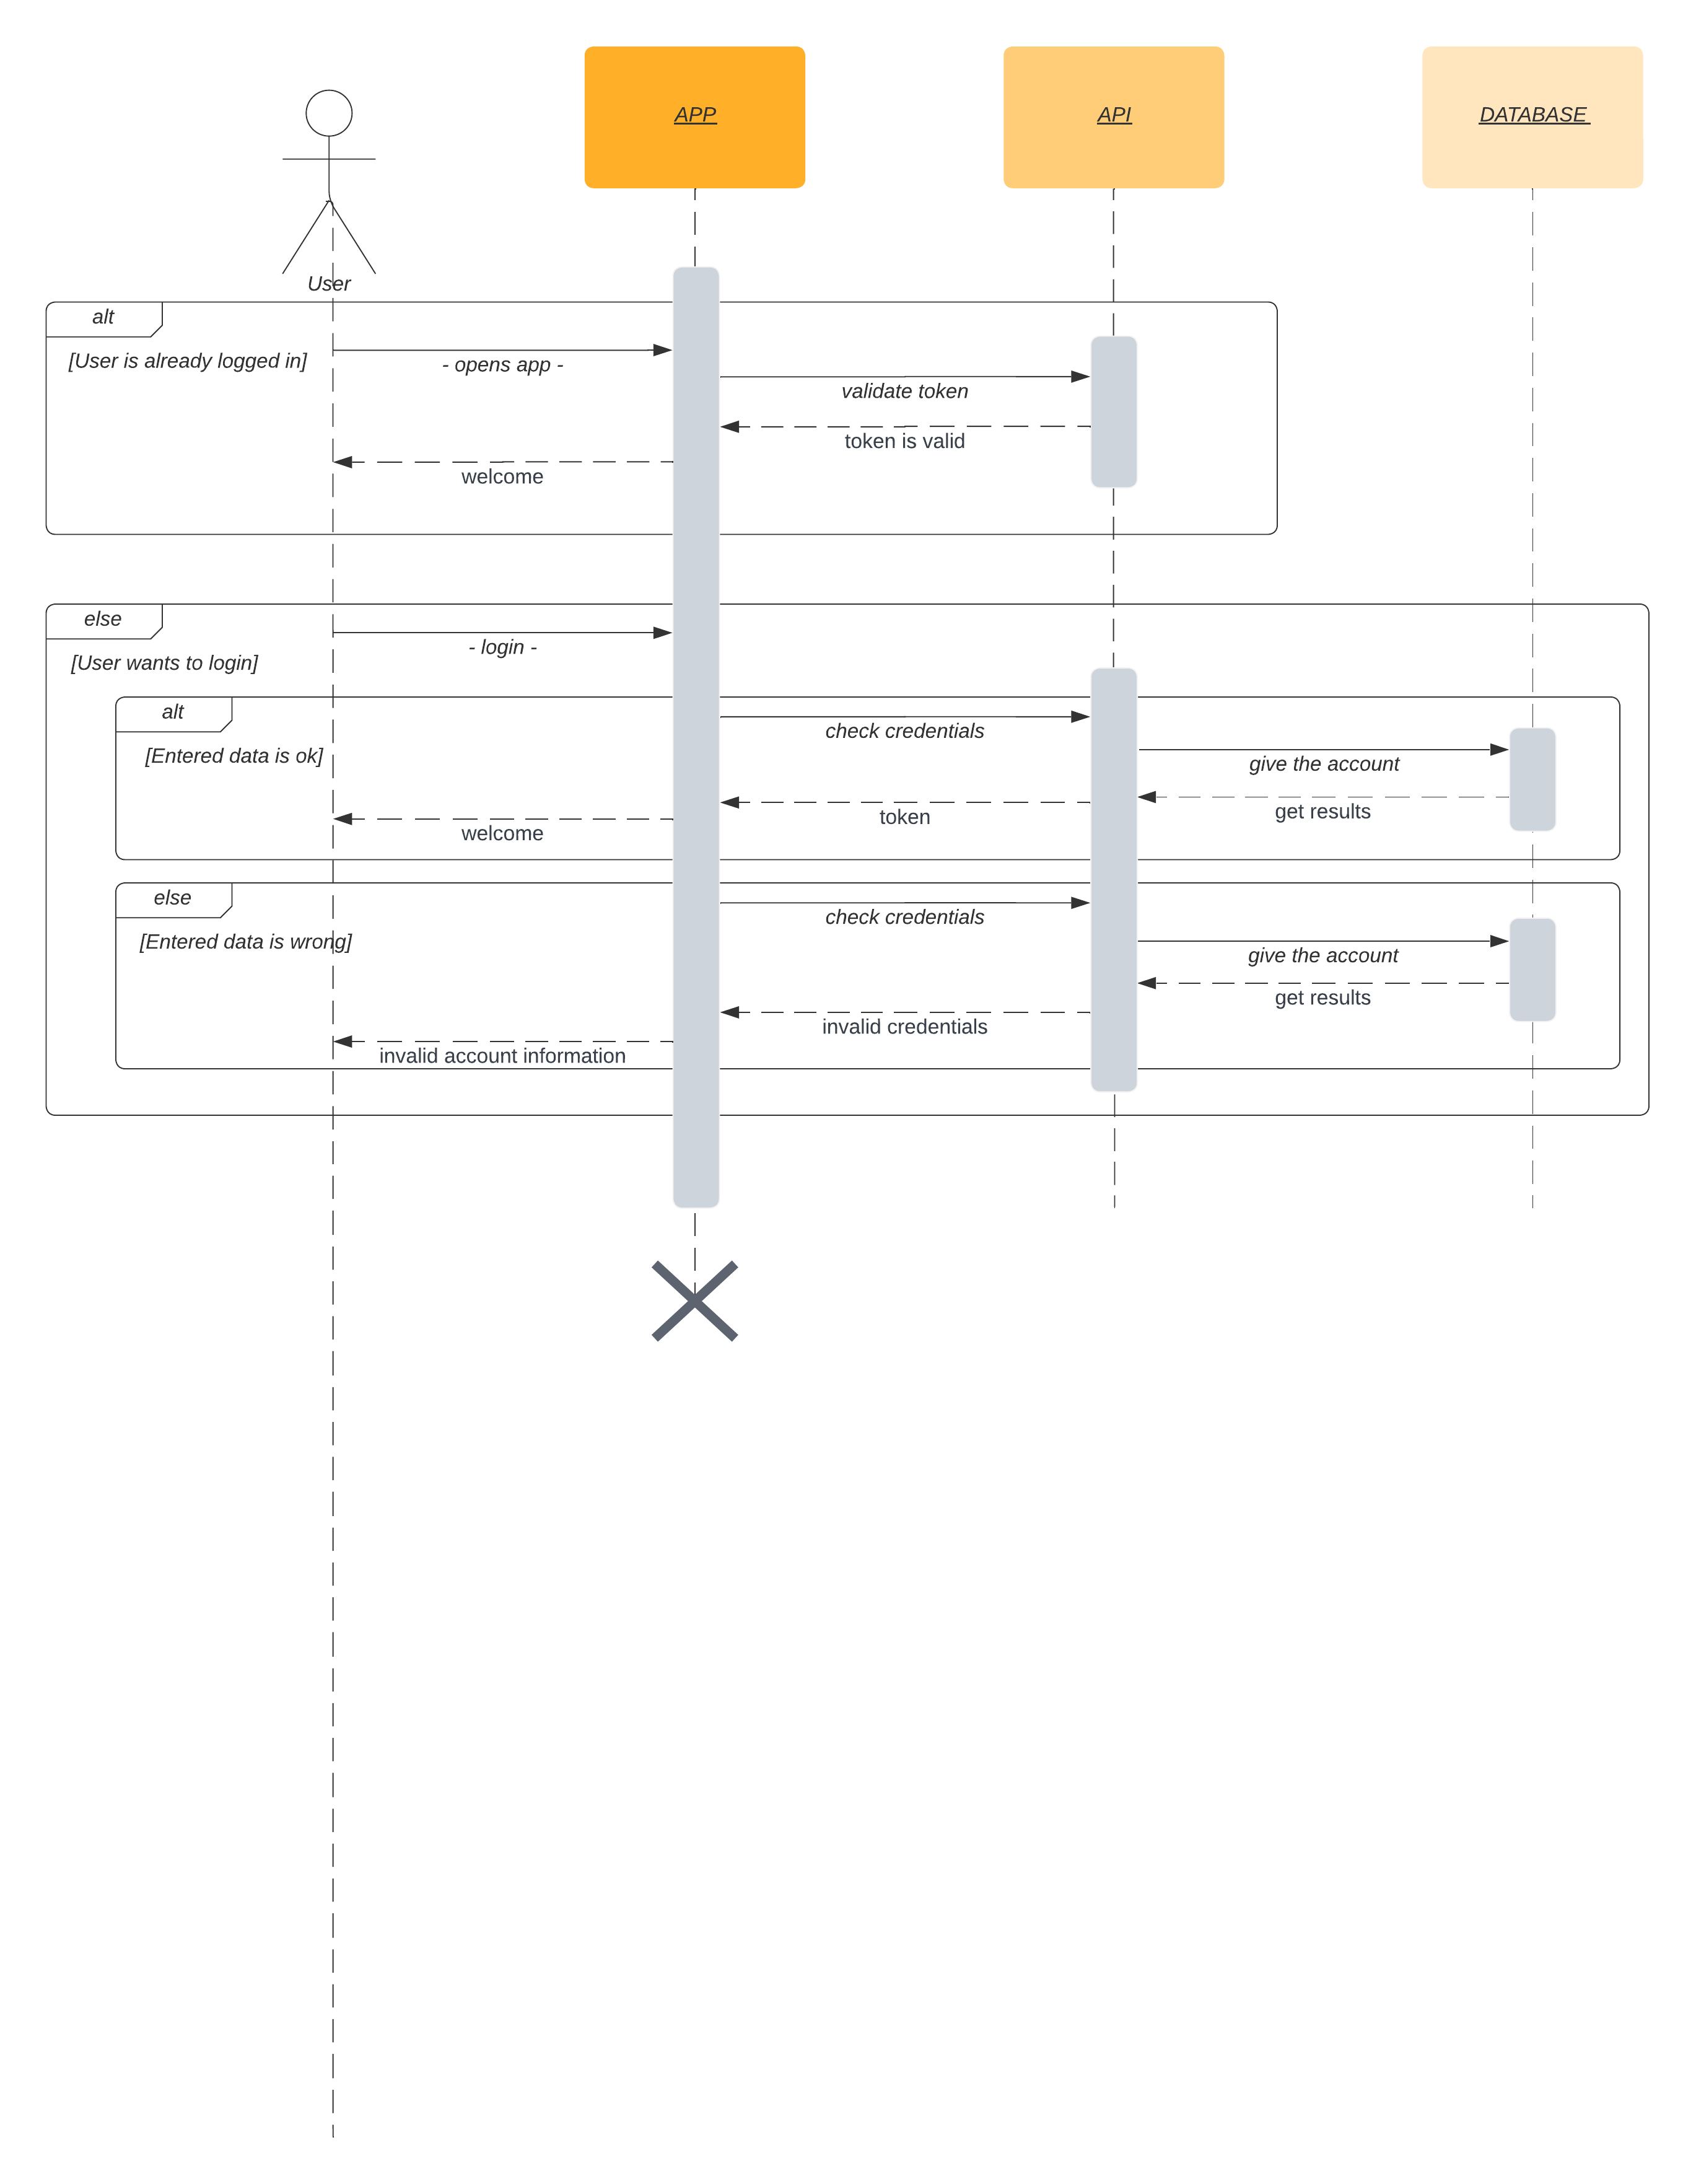 APP
API
DATABASE
User
alt
[User is already logged in]
- opens app -
validate token
token is valid
welcome
else
- login -
[User wants to login]
alt
check credentials
[Entered data is ok]
give the account
get results
token
welcome
else
check credentials
[Entered data is wrong]
give the account
get results
invalid credentials
invalid account information